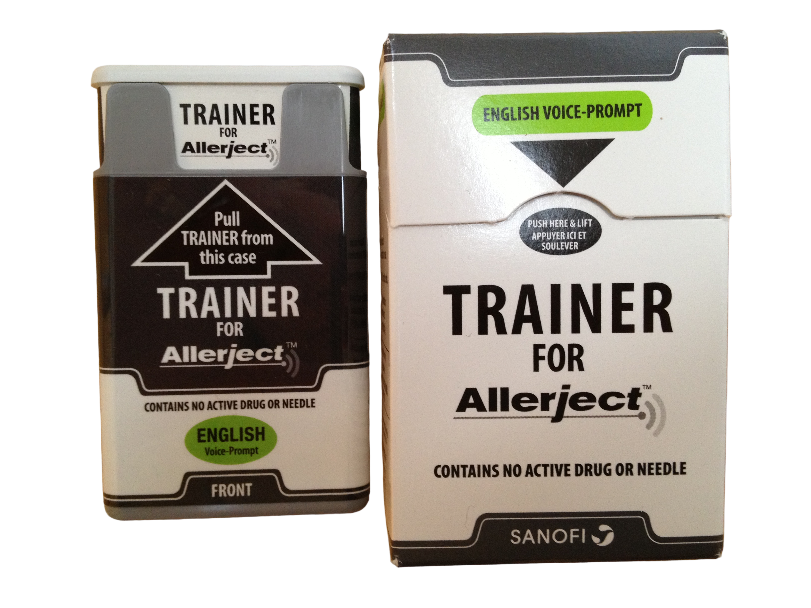 TRAINER
FOR
Allerject™
Pull
TRAINER from
this case
TRAINER
FOR
Allerject™
CONTAINS NO ACTIVE DRUG OR NEEDLE
ENGLISH
Voice-Prompt
FRONT
ENGLISH VOICE-PROMPT
PUSH HERE & LIFT
APPUYER ICI ET
SOULEVER
TRAINER
FOR
Allerject™
CONTAINS NO ACTIVE DRUG OR NEEDLE
SANOFI